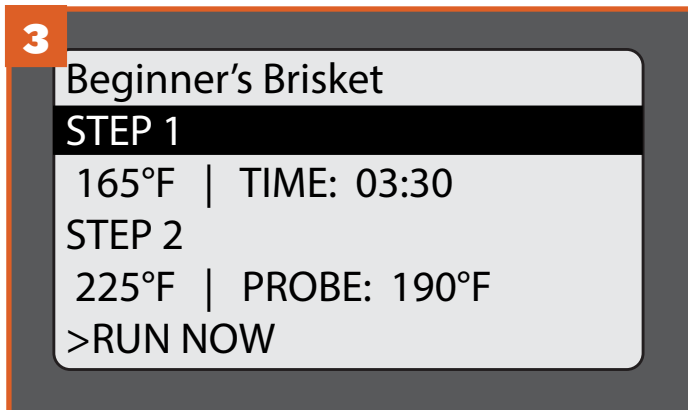 3
Beginner’s Brisket
STEP 1
165°F | TIME: 03:30
STEP 2
225°F | PROBE: 190°F
>RUN NOW